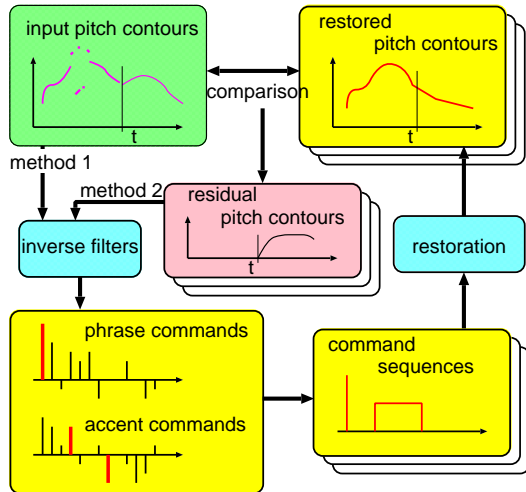 input pitch contours
t
restored
pitch contours
t
comparison
method 1
method 2
residual
pitch contours
t
inverse filters
restoration
phrase commands
accent commands
command
sequences